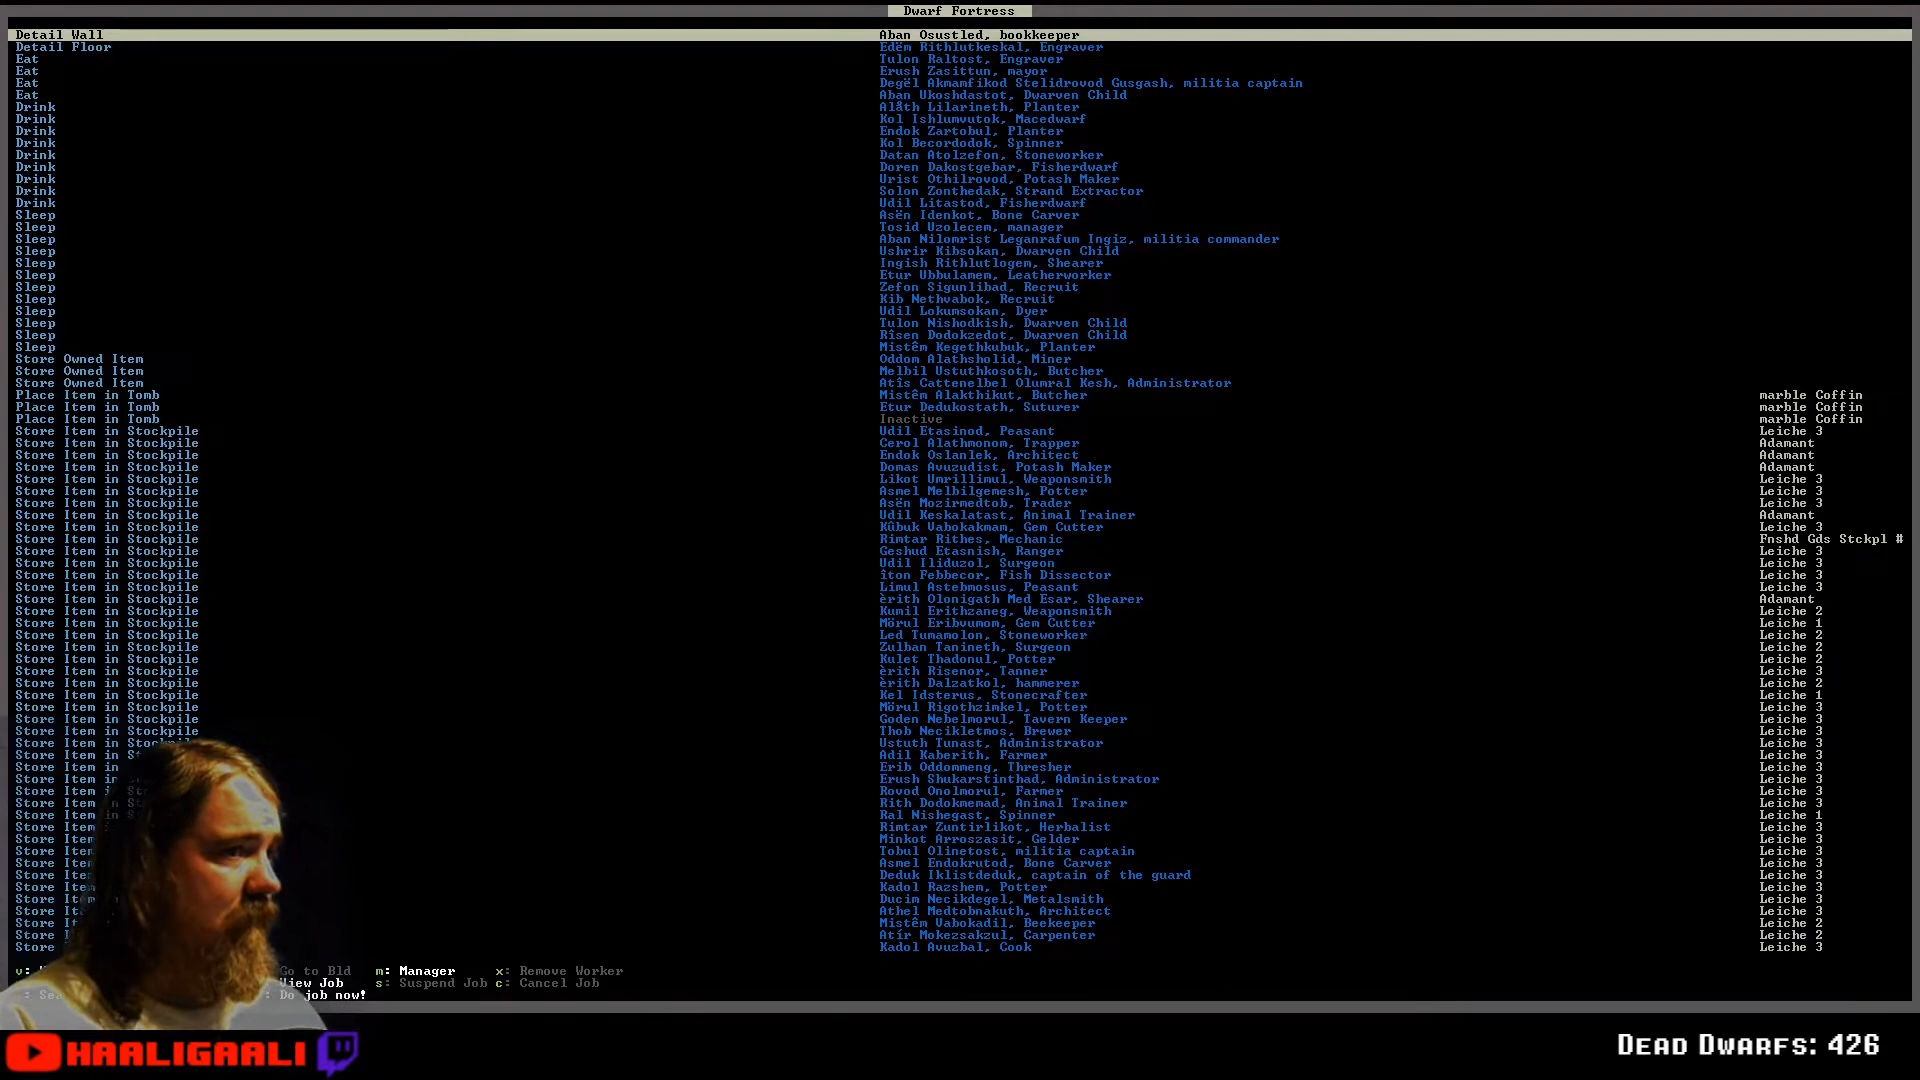 Dwarf Fortress
Detail Wall Aban Osustled, bookkeeper
Detail Floor Edëm Rithlutkeskal, Engraver
Eat Tulon Raltost, Engraver
Eat Erush Zasittun, mayor
Eat Degël Akmamfikod Stelidrovod Gusgash, militia captain
Eat Aban Ukoshdastot, Dwarven Child
Drink Alåth Lilarineth, Planter
Drink Kol Ishlumvutok, Macedwarf
Drink Endok Zartobul, Planter
Drink Kol Becordodok, Spinner
Drink Datan Atolzefon, Stoneworker
Drink Doren Dakostgebar, Fisherdwarf
Drink Urist Othilrovod, Potash Maker
Drink Solon Zonthedak, Strand Extractor
Drink Udil Litastod, Fisherdwarf
Sleep Asën Idenkot, Bone Carver
Sleep Tosid Uzolecem, manager
Sleep Aban Nilomrist Leganrafum Ingiz, militia commander
Sleep Ushrir Kibsokan, Dwarven Child
Sleep Ingish Rithlutlogem, Shearer
Sleep Etur Ubbulamem, Leatherworker
Sleep Zefon Sigunlibad, Recruit
Sleep Kib Nethvabok, Recruit
Sleep Udil Lokumsokan, Dyer
Sleep Tulon Nishodkish, Dwarven Child
Sleep Rîsen Dodokzedot, Dwarven Child
Sleep Mistêm Kegethkubuk, Planter
Store Owned Item Oddom Alathsholid, Miner
Store Owned Item Melbil Ustuthkosoth, Butcher
Store Owned Item Atîs Cattenelbel Olumral Kesh, Administrator
Place Item in Tomb Mistêm Alakthikut, Butcher marble Coffin
Place Item in Tomb Etur Dedukostath, Suturer marble Coffin
Place Item in Tomb Inactive marble Coffin
Store Item in Stockpile Udil Etasinod, Peasant Leiche 3
Store Item in Stockpile Cerol Alathmonom, Trapper Adamant
Store Item in Stockpile Endok Oslanlek, Architect Adamant
Store Item in Stockpile Domas Avuzudist, Potash Maker Adamant
Store Item in Stockpile Likot Umrillimul, Weaponsmith Leiche 3
Store Item in Stockpile Asmel Melbilgemesh, Potter Leiche 3
Store Item in Stockpile Asën Mozirmedtob, Trader Leiche 3
Store Item in Stockpile Udil Keskalatast, Animal Trainer Adamant
Store Item in Stockpile Kûbuk Vabokakmam, Gem Cutter Leiche 3
Store Item in Stockpile Rimtar Rithes, Mechanic Fnshd Gds Stckpl #
Store Item in Stockpile Geshud Etasnish, Ranger Leiche 3
Store Item in Stockpile Udil Iliduzol, Surgeon Leiche 3
Store Item in Stockpile îton Febbecor, Fish Dissector Leiche 3
Store Item in Stockpile Limul Astebmosus, Peasant Leiche 3
Store Item in Stockpile èrith Olonigath Med Esar, Shearer Adamant
Store Item in Stockpile Kumil Erithzaneg, Weaponsmith Leiche 2
Store Item in Stockpile Mörul Eribvumom, Gem Cutter Leiche 1
Store Item in Stockpile Led Tumamolon, Stoneworker Leiche 2
Store Item in Stockpile Zulban Tanineth, Surgeon Leiche 2
Store Item in Stockpile Kulet Thadonul, Potter Leiche 2
Store Item in Stockpile èrith Risenor, Tanner Leiche 3
Store Item in Stockpile èrith Dalzatkol, hammerer Leiche 2
Store Item in Stockpile Kel Idsterus, Stonecrafter Leiche 1
Store Item in Stockpile Mörul Rigothzimkel, Potter Leiche 3
Store Item in Stockpile Goden Nebelmorul, Tavern Keeper Leiche 3
Store Item in Stockpile Thob Necikletmos, Brewer Leiche 3
Store Item in Stockpile Ustuth Tunast, Administrator Leiche 3
Store Item in St Adil Kaberith, Farmer Leiche 3
Store Item in Erib Oddommeng, Thresher Leiche 3
Store Item in Erush Shukarstinthad, Administrator Leiche 3
Store Item in St Rovod Onolmorul, Farmer Leiche 3
Store Item in St Rith Dodokmemad, Animal Trainer Leiche 3
Store Item in S Ral Nishegast, Spinner Leiche 1
Store Item Rimtar Zuntirlikot, Herbalist Leiche 3
Store Item Minkot Arroszasit, Gelder Leiche 3
Store Item Tobul Olinetost, militia captain Leiche 3
Store Item Asmel Endokrutod, Bone Carver Leiche 3
Store Ite Deduk Iklistdeduk, captain of the guard Leiche 3
Store Item Kadol Razshem, Potter Leiche 3
Store Item Ducim Necikdegel, Metalsmith Leiche 3
Store It Athel Medtobnakuth, Architect Leiche 3
Store It Mistêm Vabokadil, Beekeeper Leiche 2
Store I Atír Mokezsakzul, Carpenter Leiche 2
Store Kadol Avuzbal, Cook Leiche 3
v: Go to Bld m: Manager x: Remove Worker
View Job s: Suspend Job c: Cancel Job
: Sea : Do job now!
HAALIGAALI
DEAD DWARFS: 426